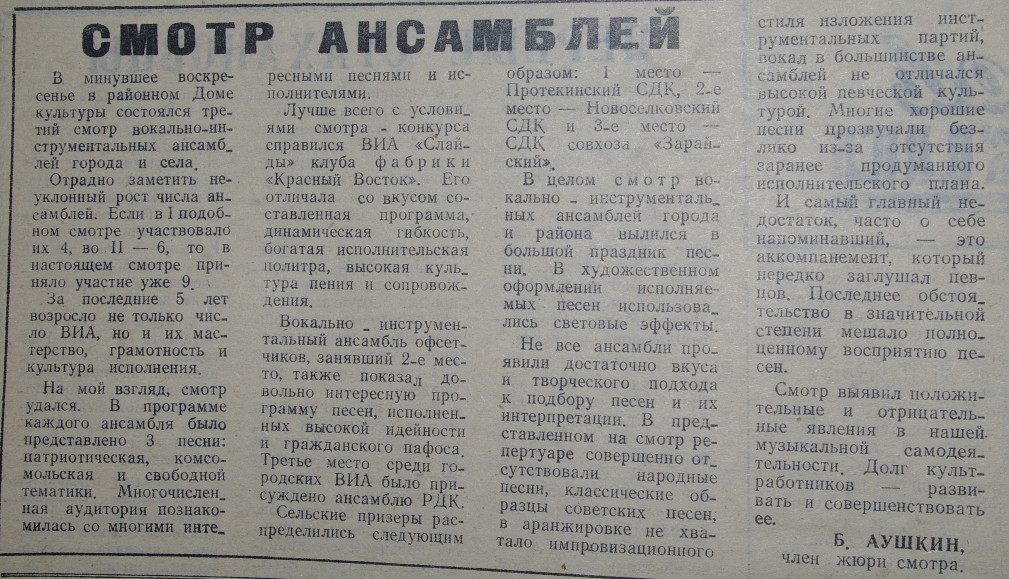 СМОТР АНСАМБЛЕЙ
В минувшее воскре-
сенье в районном Доме
культуры состоялся тре-
тий смотр вокально-ин-
струментальных ансамб-
лей города и села.
Отрадно заметить не-
уклонный рост числа ан-
самблей. Если в I подоб-
ном смотре участвовало
их 4, во II — 6, то в
настоящем смотре при-
няло участие уже 9.
За последние 5 лет
возросло не только чис-
ло ВИА, но и их мас-
терство, грамотность и
культура исполнения.
На мой взгляд, смотр
удался. В программе
каждого ансамбля было
представлено 3 песни:
патриотическая, комсо-
мольская и свободной
тематики. Многочислен-
ная аудитория познако-
милась со многими инте-
ресными песнями и ис-
полнителями.
Лучше всего с услови-
ями смотра - конкурса
справился ВИА «Слай-
ды» клуба фабрики
«Красный Восток». Его
отличала со вкусом со-
ставленная программа,
динамическая гибкость,
богатая исполнительская
политра, высокая куль-
тура пения и сопровож-
дения.
Вокально - инструмен-
тальный ансамбль офсет-
чиков, занявший 2-е мес-
то, также показал до-
вольно интересную про-
грамму песен, исполнен-
ных высокой идейности
и гражданского пафоса.
Третье место среди го-
родских ВИА было при-
суждено ансамблю РДК.
Сельские призеры рас-
пределились следующим
образом: 1 место —
Протекинский СДК, 2-е
место — Новоселковский
СДК и 3-е место —
СДК совхоза «Зарай-
ский».
В целом смотр во-
кально - инструменталь-
ных ансамблей города
и района вылился в
большой праздник пес-
ни. В художественном
оформлении исполняе-
мых песен использова-
лись световые эффекты.
Не все ансамбли про-
явили достаточно вкуса
и творческого подхода
к подбору песен и их
интерпретации. В пред-
ставленном на смотр ре-
пертуаре совершенно от-
сутствовали народные
песни, классические об-
разцы советских песен,
в аранжировке не хва-
тало импровизационного
стиля изложения инст-
рументальных партий,
вокал в большинстве ан-
самблей не отличался
высокой певческой куль-
турой. Многие хорошие
песни прозвучали без-
лико из-за отсутствия
заранее продуманного
исполнительского плана.
И самый главный не-
достаток, часто о себе
напоминавший, — это
аккомпанемент, который
нередко заглушал пев-
цов. Последнее обстоя-
тельство в значительной
степени мешало полно-
ценному восприятию пе-
сен.
Смотр выявил положи-
тельные и отрицатель-
ные явления в нашей
музыкальной самодея-
тельности. Долг культ-
работников — разви-
вать и совершенствовать
ее.
Б. АУШКИН,
член жюри смотра.